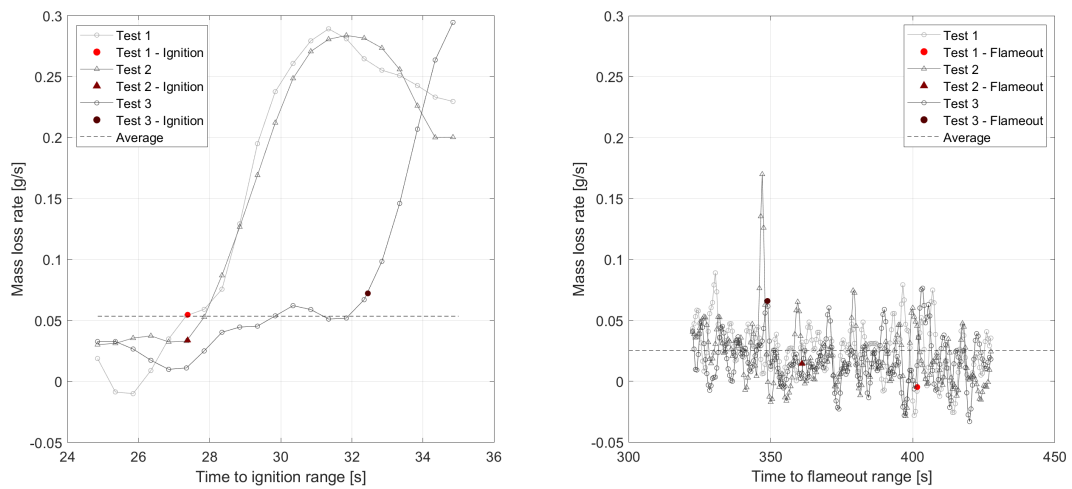 0.3
0.25
0.2
0.15
0.1
0.05
0
-0.05
24
26
28
30
32
34
36
Mass loss rate [g/s]
Time to ignition range [s]
Test 1
Test 1 - Ignition
Test 2
Test 2 - Ignition
Test 3
Test 3 - Ignition
Average
0.3
0.25
0.2
0.15
0.1
0.05
0
-0.05
300
350
400
450
Mass loss rate [g/s]
Time to flameout range [s]
Test 1
Test 1 - Flameout
Test 2
Test 2 - Flameout
Test 3
Test 3 - Flameout
Average